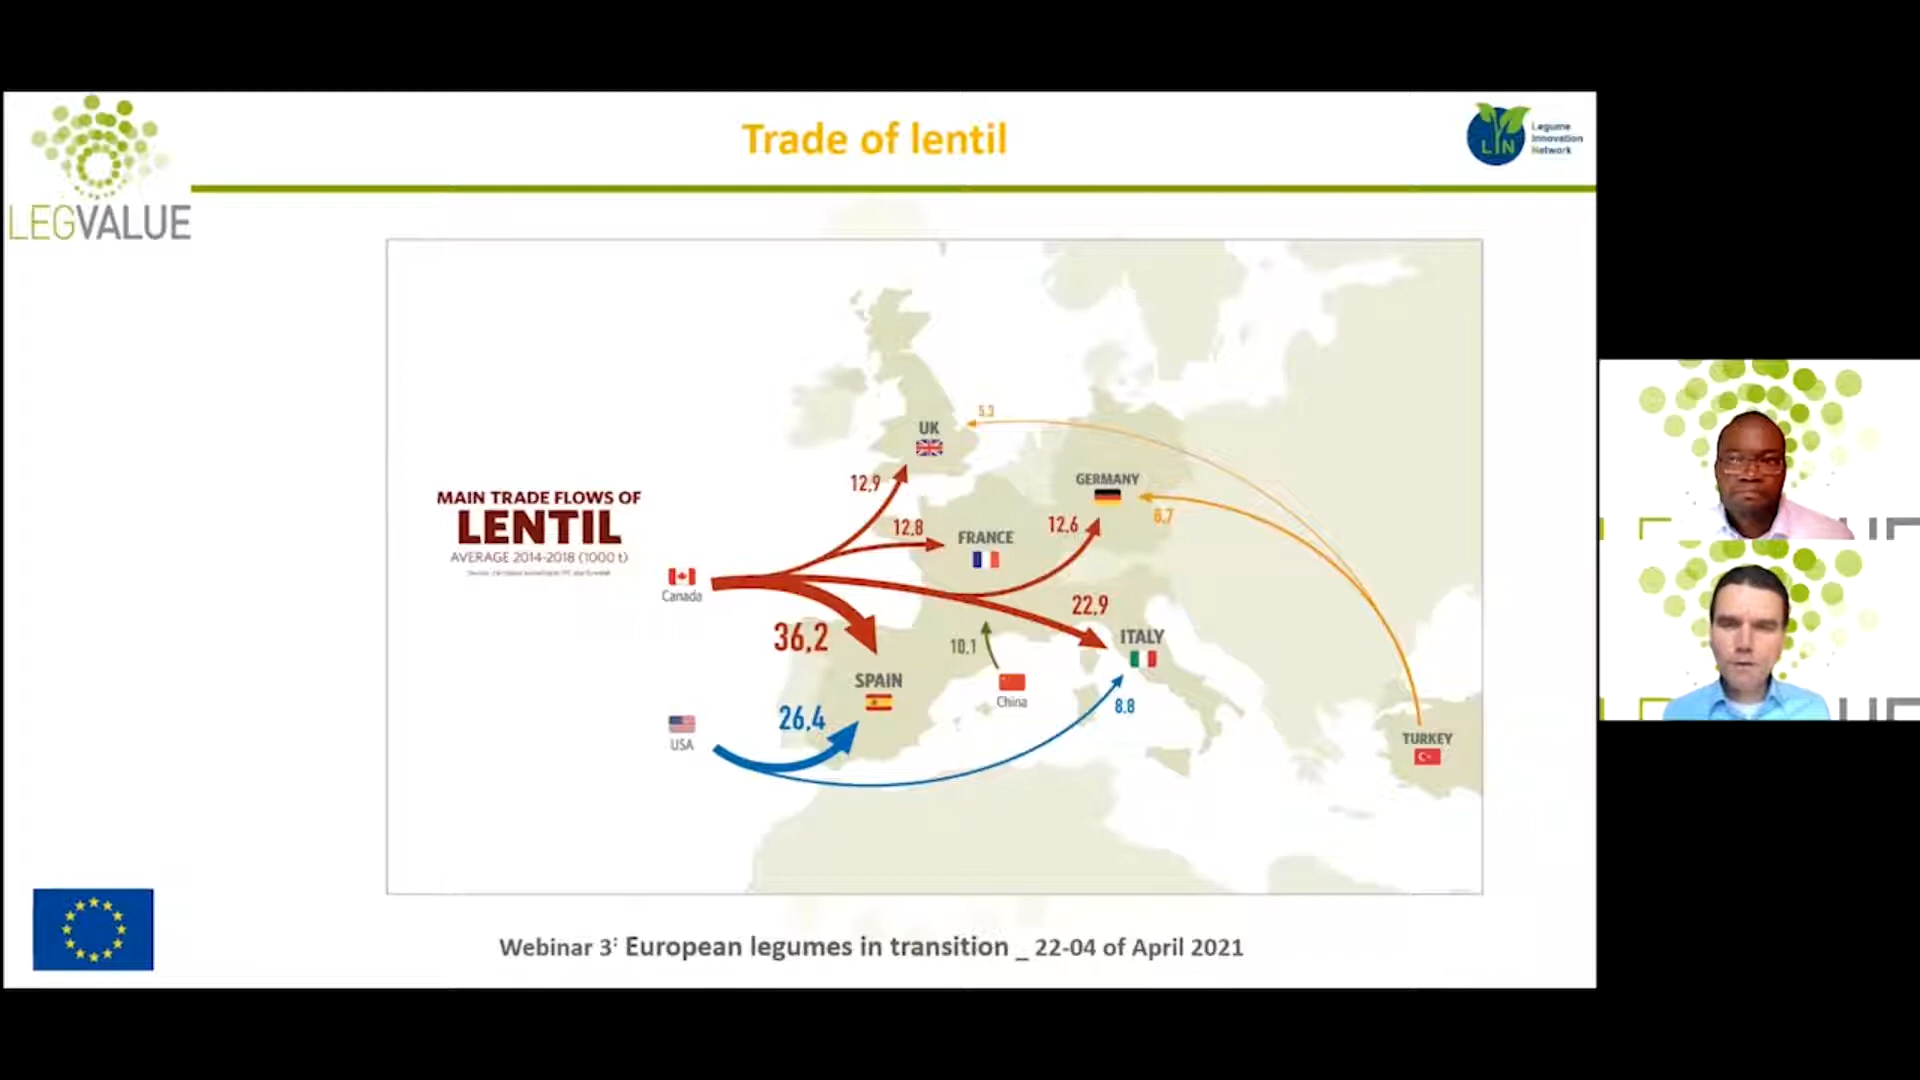 Trade of lentil
LEGVALUE
LIN
Legume
Innovation
Network
MAIN TRADE FLOWS OF
LENTIL
AVERAGE 2014-2018 (1000 t)
UK
5.3
12,9
GERMANY
8,7
12,8
FRANCE
12,6
Canada
22,9
36,2
ITALY
10,1
SPAIN
China
8.8
26,4
USA
TURKEY
Webinar 3: European legumes in transition _ 22-04 of April 2021